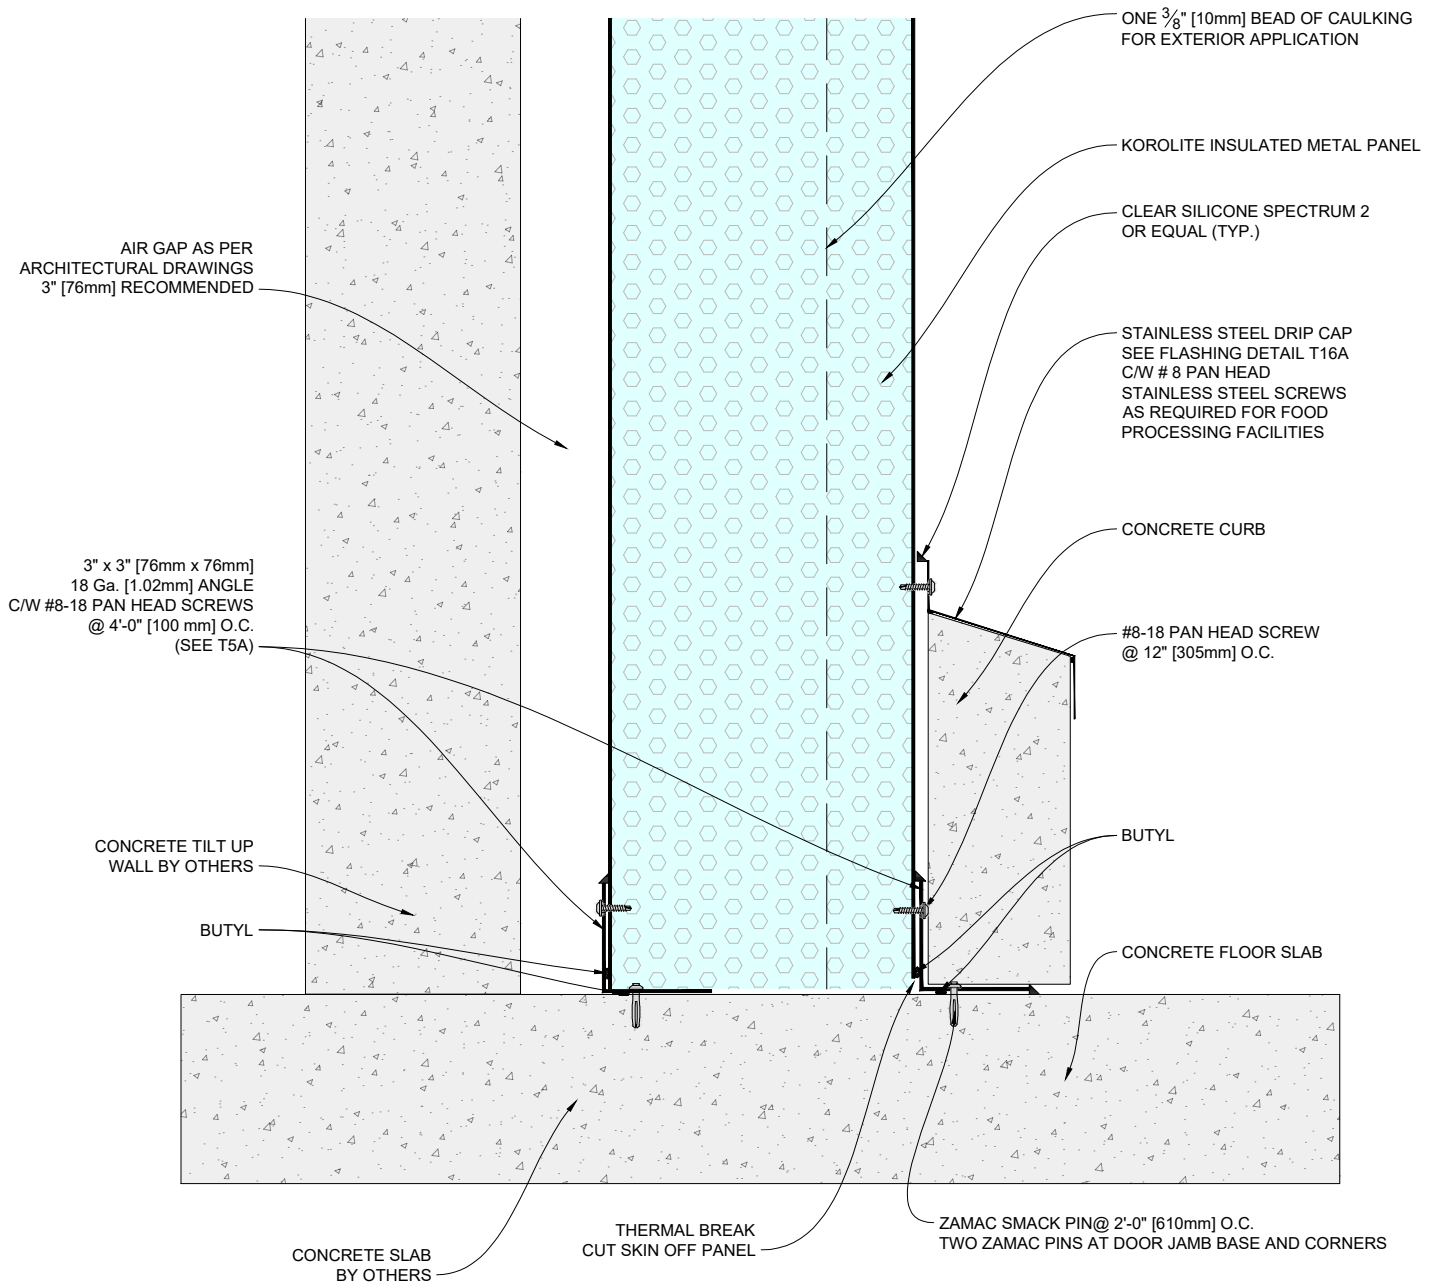 ONE 3/8" [10mm] BEAD OF CAULKING
FOR EXTERIOR APPLICATION
KOROLITE INSULATED METAL PANEL
CLEAR SILICONE SPECTRUM 2
OR EQUAL (TYP.)
AIR GAP AS PER
ARCHITECTURAL DRAWINGS
3" [76mm] RECOMMENDED
STAINLESS STEEL DRIP CAP
SEE FLASHING DETAIL T16A
C/W # 8 PAN HEAD
STAINLESS STEEL SCREWS
AS REQUIRED FOR FOOD
PROCESSING FACILITIES
CONCRETE CURB
3" x 3" [76mm x 76mm]
18 Ga. [1.02mm] ANGLE
C/W #8-18 PAN HEAD SCREWS
@ 4'-0" [100 mm] O.C.
(SEE T5A)
#8-18 PAN HEAD SCREW
@ 12" [305mm] O.C.
CONCRETE TILT UP
WALL BY OTHERS
BUTYL
BUTYL
CONCRETE FLOOR SLAB
ZAMAC SMACK PIN@ 2'-0" [610mm] O.C.
TWO ZAMAC PINS AT DOOR JAMB BASE AND CORNERS
THERMAL BREAK
CUT SKIN OFF PANEL
CONCRETE SLAB
BY OTHERS